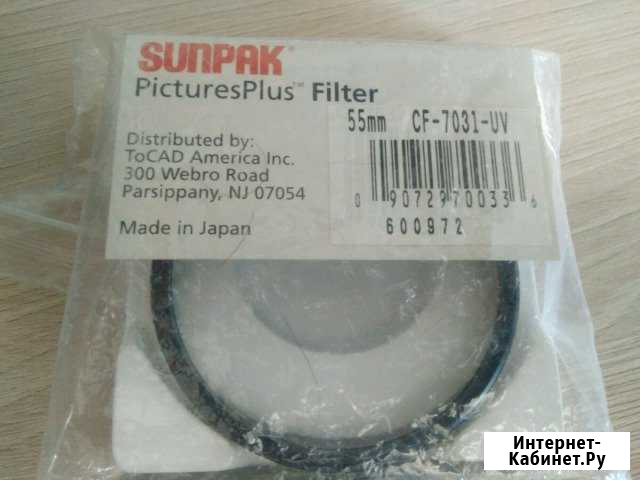 SUNPAK®
PicturesPlus™ Filter
Distributed by:
ToCAD America Inc.
300 Webro Road
Parsippany, NJ 07054
Made in Japan
55mm CF-7031-UV
0 90729 70033 6
600972
Интернет-
Кабинет.Ру